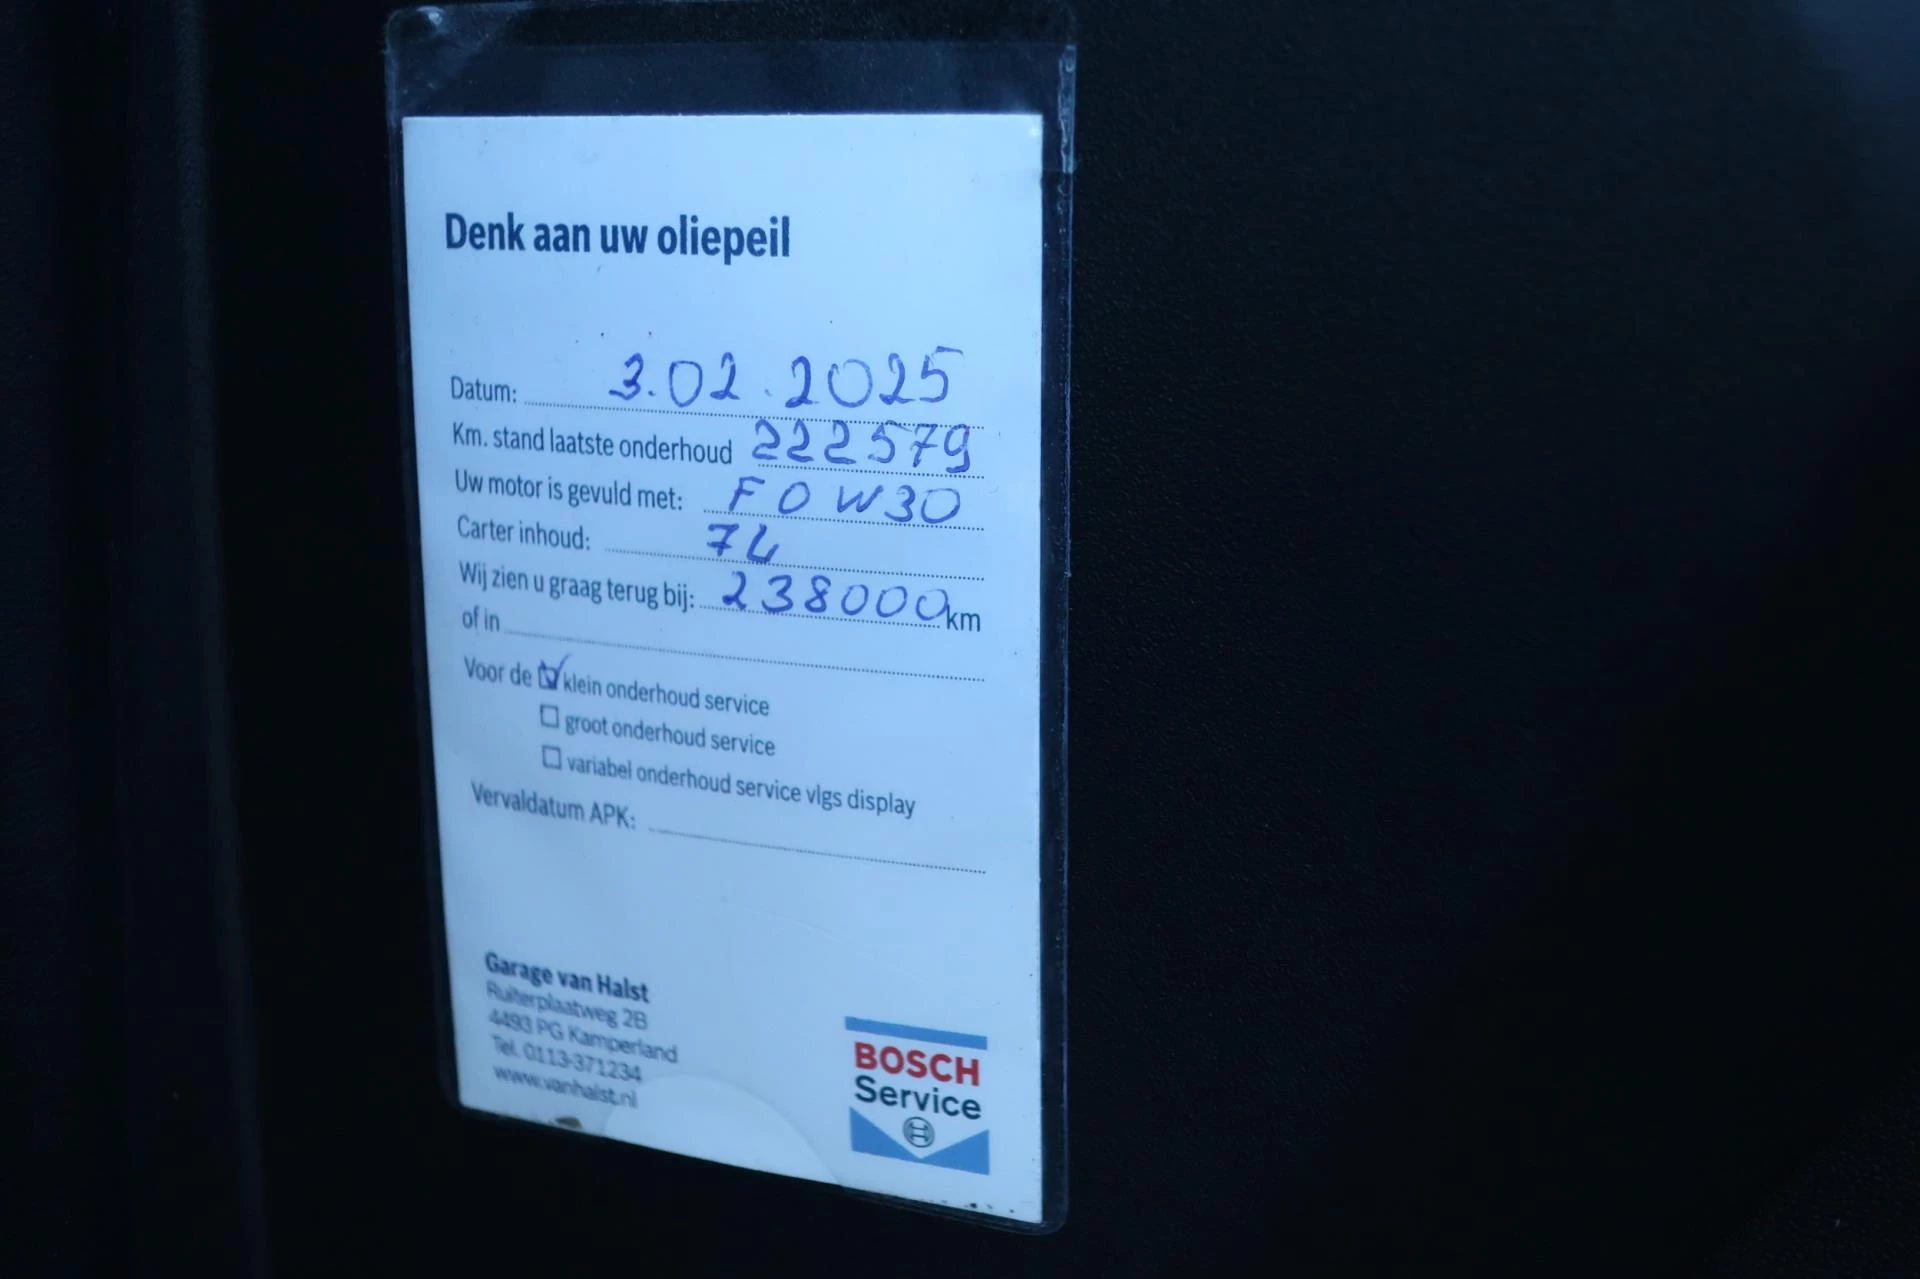 Denk aan uw oliepeil
Datum: 3.02.2025
Km. stand laatste onderhoud 222579
Uw motor is gevuld met: F 0 W30
Carter inhoud: 7L
Wij zien u graag terug bij: 238000 km
of in
Voor de klein onderhoud service
groot onderhoud service
variabel onderhoud service vlgs display
Vervaldatum APK:
Garage van Halst
Ruiterplaatweg 2B
4493 PG Kamperland
Tel. 0113-371234
www.vanhalst.nl
BOSCH
Service